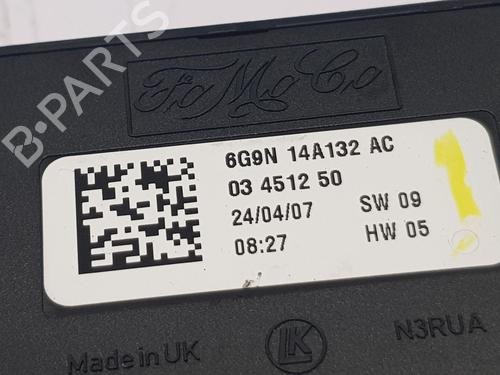 FoMoCo
6G9N 14A132 AC
03 4512 50
24/04/07 SW 09
08:27 HW 05
Made in UK LK N3RUA
B-PARTS